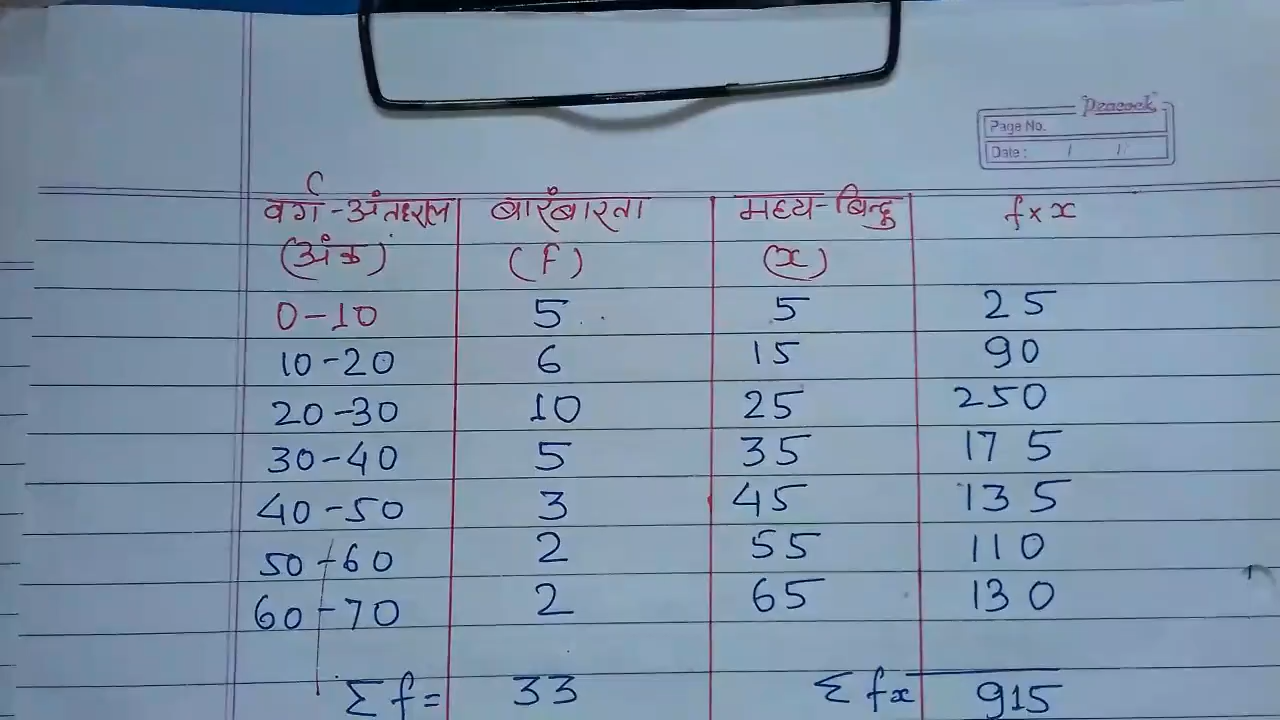 Peacock
Page No.
Date : / /
वर्ग-अंतराल बारंबारता मध्य-बिन्दु f×x
(अंक) (f) (x)
0-10 5 5 25
10-20 6 15 90
20-30 10 25 250
30-40 5 35 175
40-50 3 45 135
50-60 2 55 110
60-70 2 65 130
Σf= 33 Σfx 915